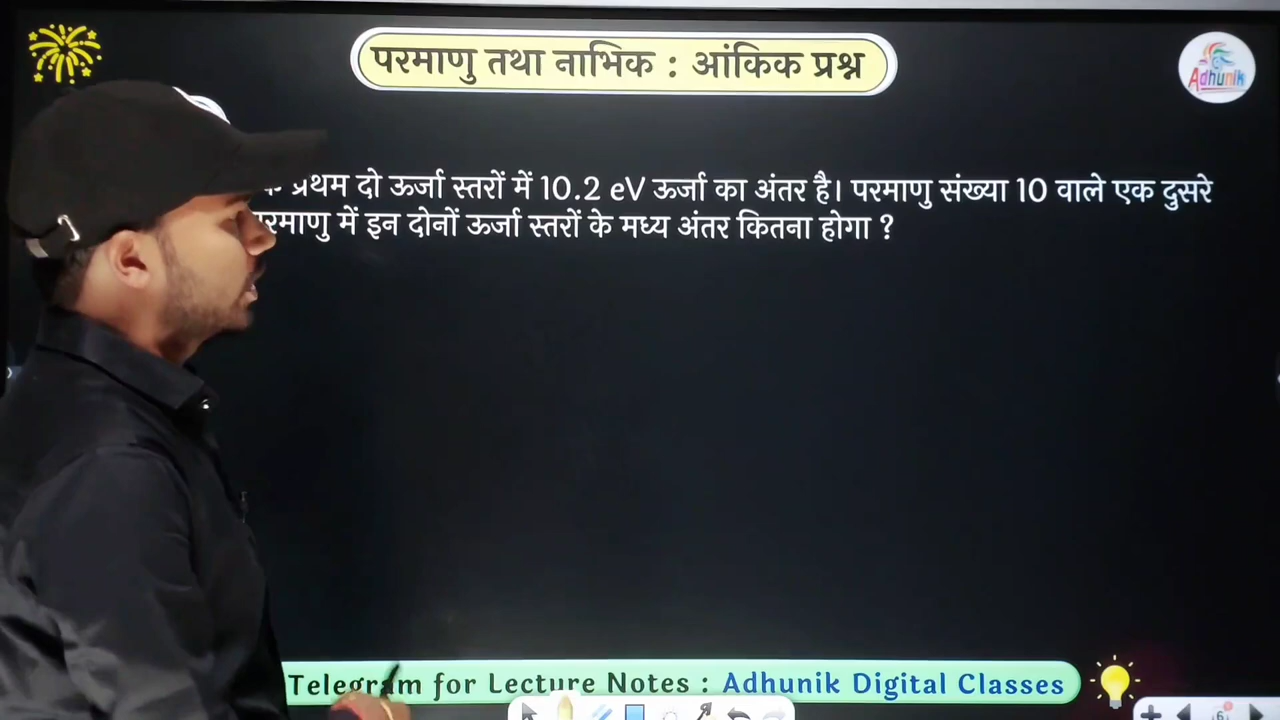 परमाणु तथा नाभिक : आंकिक प्रश्न
Adhunik
प्रथम दो ऊर्जा स्तरों में 10.2 eV ऊर्जा का अंतर है। परमाणु संख्या 10 वाले एक दुसरे
में इन दोनों ऊर्जा स्तरों के मध्य अंतर कितना होगा ?
Telegram for Lecture Notes : Adhunik Digital Classes